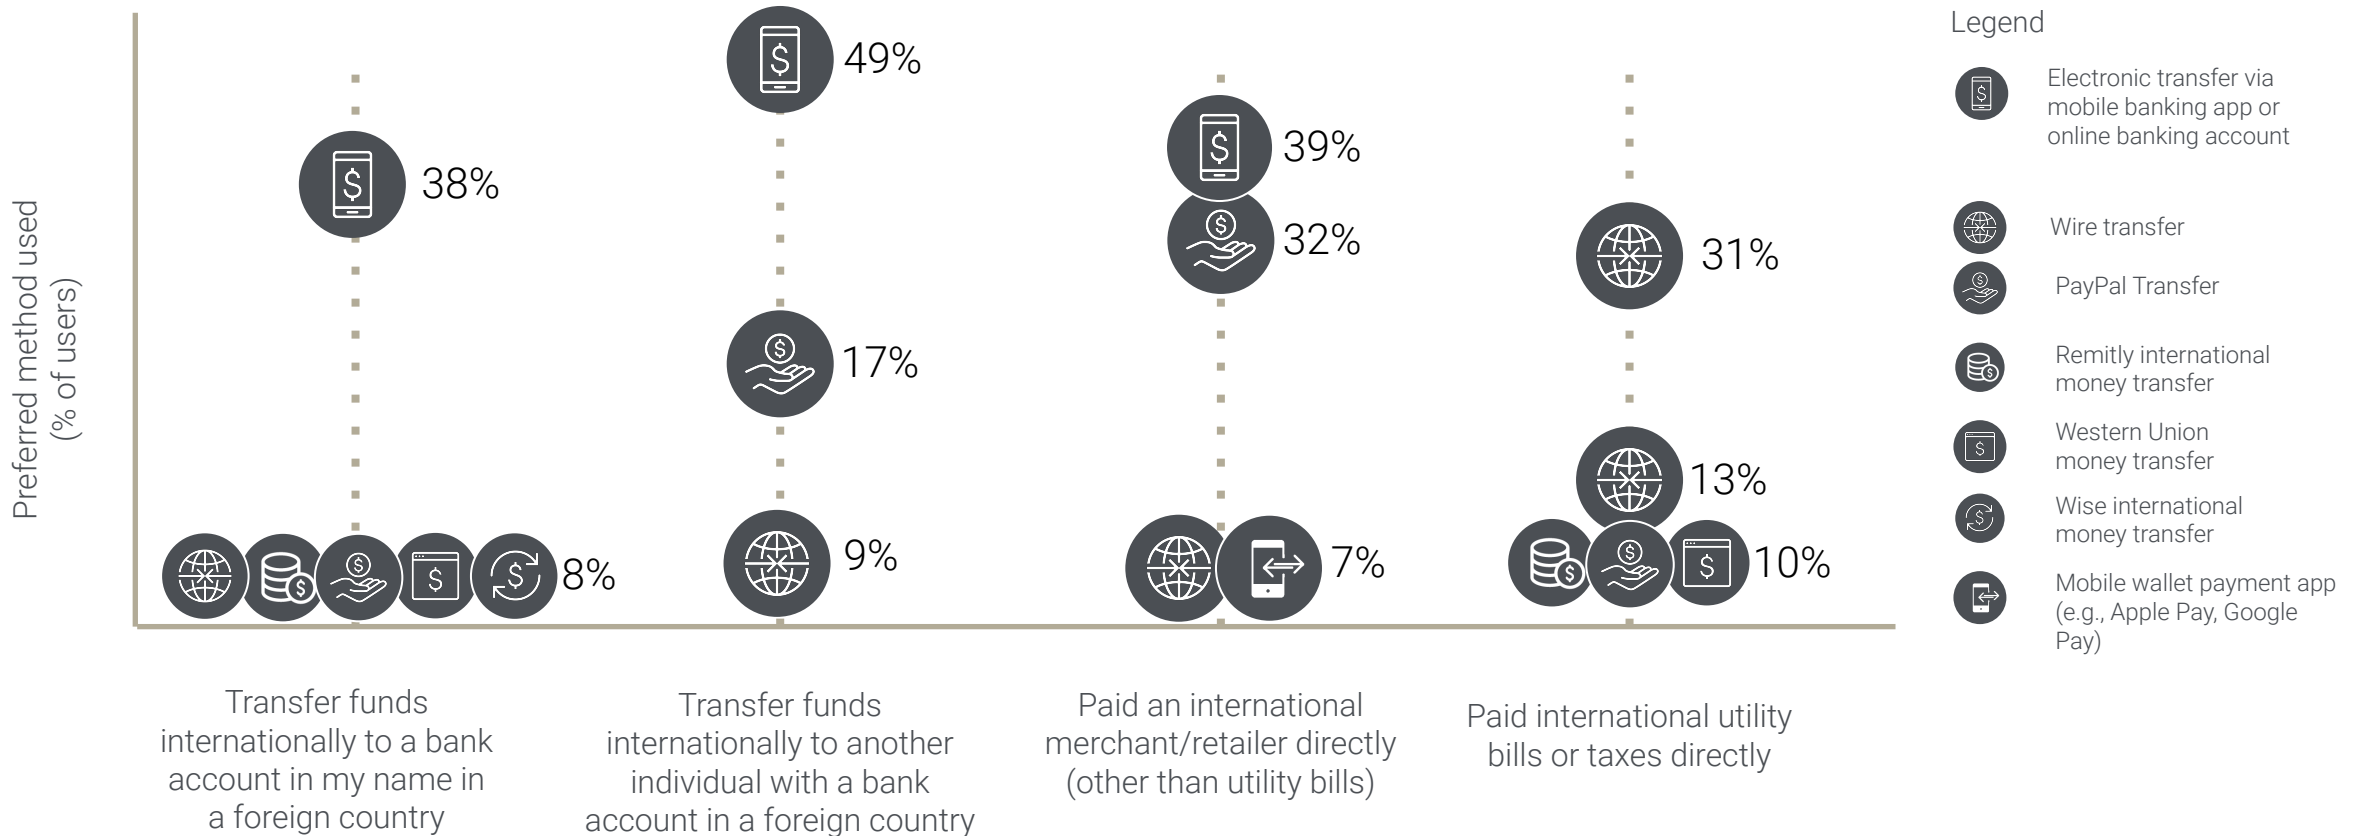 Preferred method used
(% of users)
49%
38%
39%
32%
31%
17%
13%
9%
8%
7%
10%
Transfer funds
internationally to a bank
account in my name in
a foreign country
Transfer funds
internationally to another
individual with a bank
account in a foreign country
Paid an international
merchant/retailer directly
(other than utility bills)
Paid international utility
bills or taxes directly
Legend
Electronic transfer via
mobile banking app or
online banking account
Wire transfer
PayPal Transfer
Remitly international
money transfer
Western Union
money transfer
Wise international
money transfer
Mobile wallet payment app
(e.g., Apple Pay, Google
Pay)